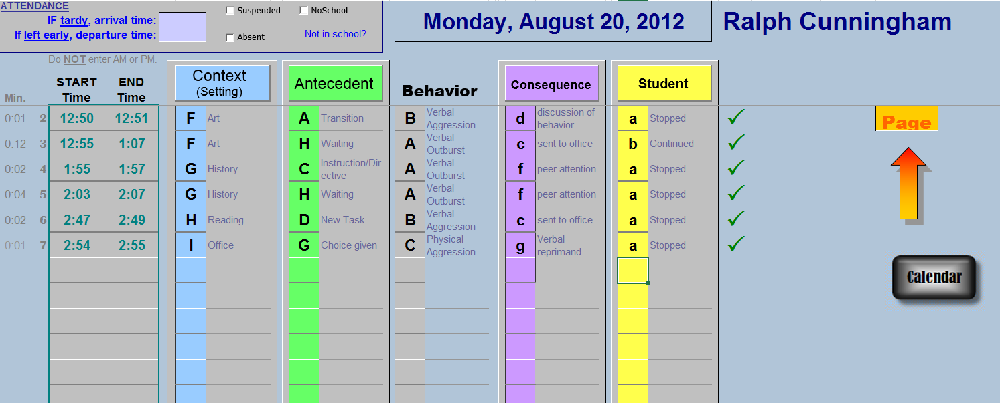 ATTENDANCE
IF tardy, arrival time:
If left early, departure time:
Suspended
NoSchool
Absent
Not in school?
Monday, August 20, 2012
Ralph Cunningham
Do NOT enter AM or PM.
Min.
START
Time
END
Time
Context
(Setting)
Antecedent
Behavior
Consequence
Student
0:01 2 12:50 12:51 F Art A Transition B Verbal
Aggression d discussion of
behavior a Stopped
0:12 3 12:55 1:07 F Art H Waiting A Verbal
Outburst c sent to office b Continued
0:02 4 1:55 1:57 G History C Instruction/Dir
ective A Verbal
Outburst f peer attention a Stopped
0:04 5 2:03 2:07 G History H Waiting A Verbal
Outburst f peer attention a Stopped
0:02 6 2:47 2:49 H Reading D New Task B Verbal
Aggression c sent to office a Stopped
0:01 7 2:54 2:55 I Office G Choice given C Physical
Aggression g Verbal
reprimand a Stopped
Page
Calendar